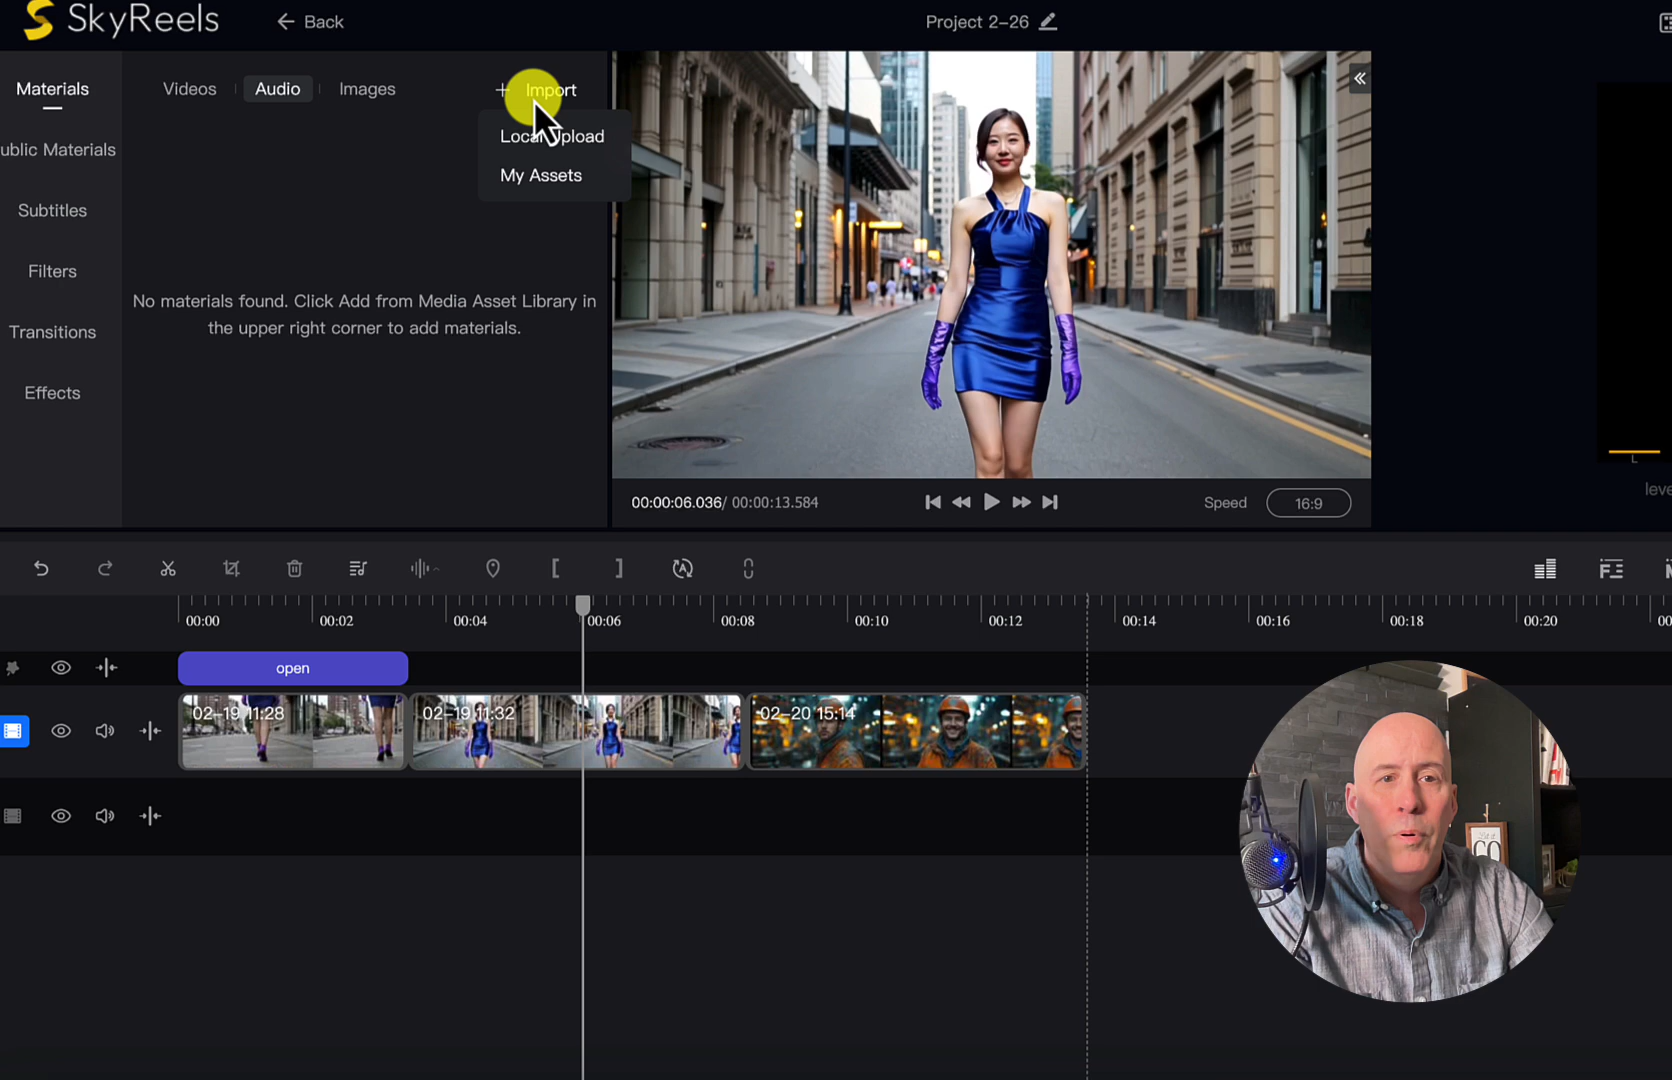 SkyReels
Back
Project 2-26
Materials
Videos
Audio
Images
+ Import
Local Upload
My Assets
ublic Materials
Subtitles
Filters
Transitions
Effects
No materials found. Click Add from Media Asset Library in
the upper right corner to add materials.
00:00:06.036/ 00:00:13.584
Speed
16:9
L
leve
00:00
00:02
00:04
00:06
00:08
00:10
00:12
00:14
00:16
00:18
00:20
00
open
02-19 11:28
02-19 11:32
02-20 15:14